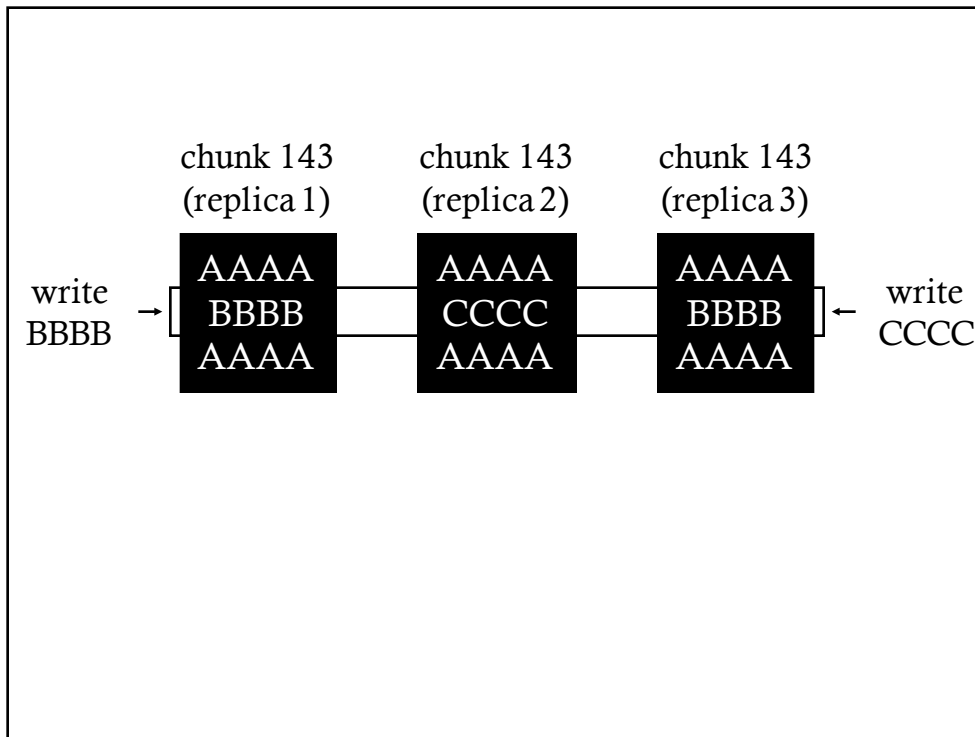 chunk 143
(replica 1)
chunk 143
(replica 2)
chunk 143
(replica 3)
write
BBBB
AAAA
BBBB
AAAA
AAAA
CCCC
AAAA
AAAA
BBBB
AAAA
write
CCCC